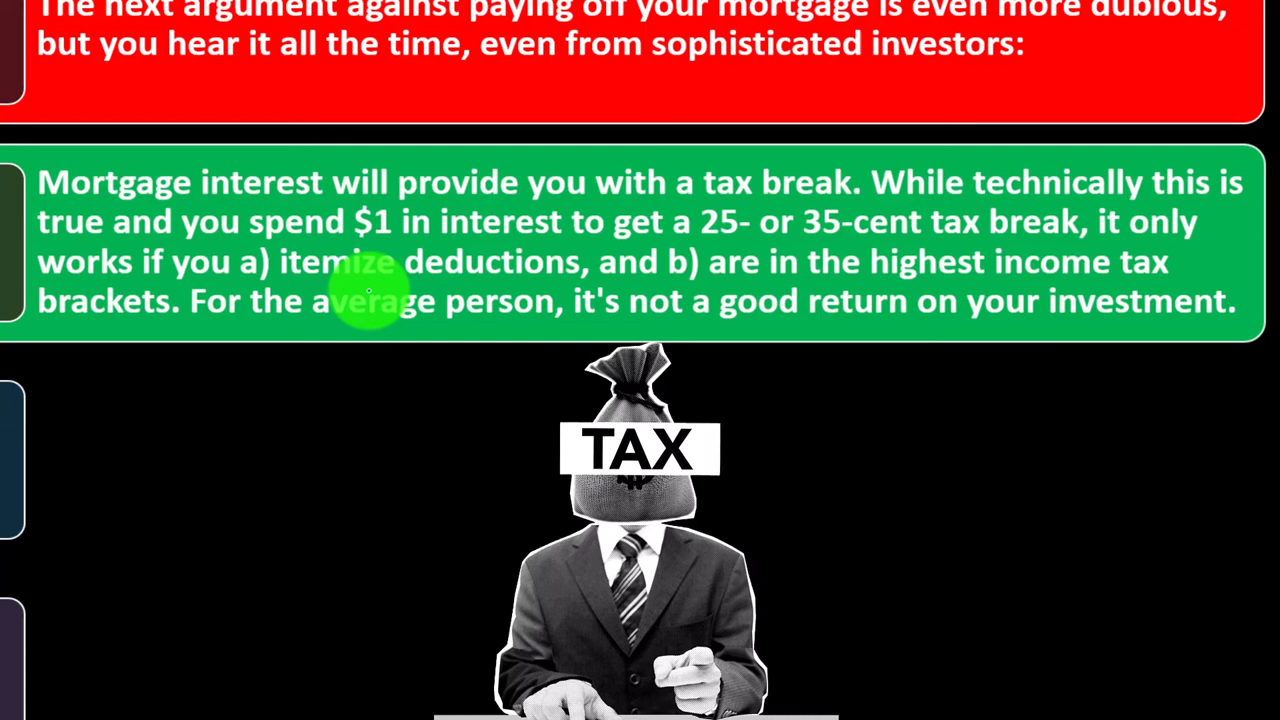 The next argument against paying off your mortgage is even more dubious,
but you hear it all the time, even from sophisticated investors:
Mortgage interest will provide you with a tax break. While technically this is
true and you spend $1 in interest to get a 25- or 35-cent tax break, it only
works if you a) itemize deductions, and b) are in the highest income tax
brackets. For the average person, it's not a good return on your investment.
TAX